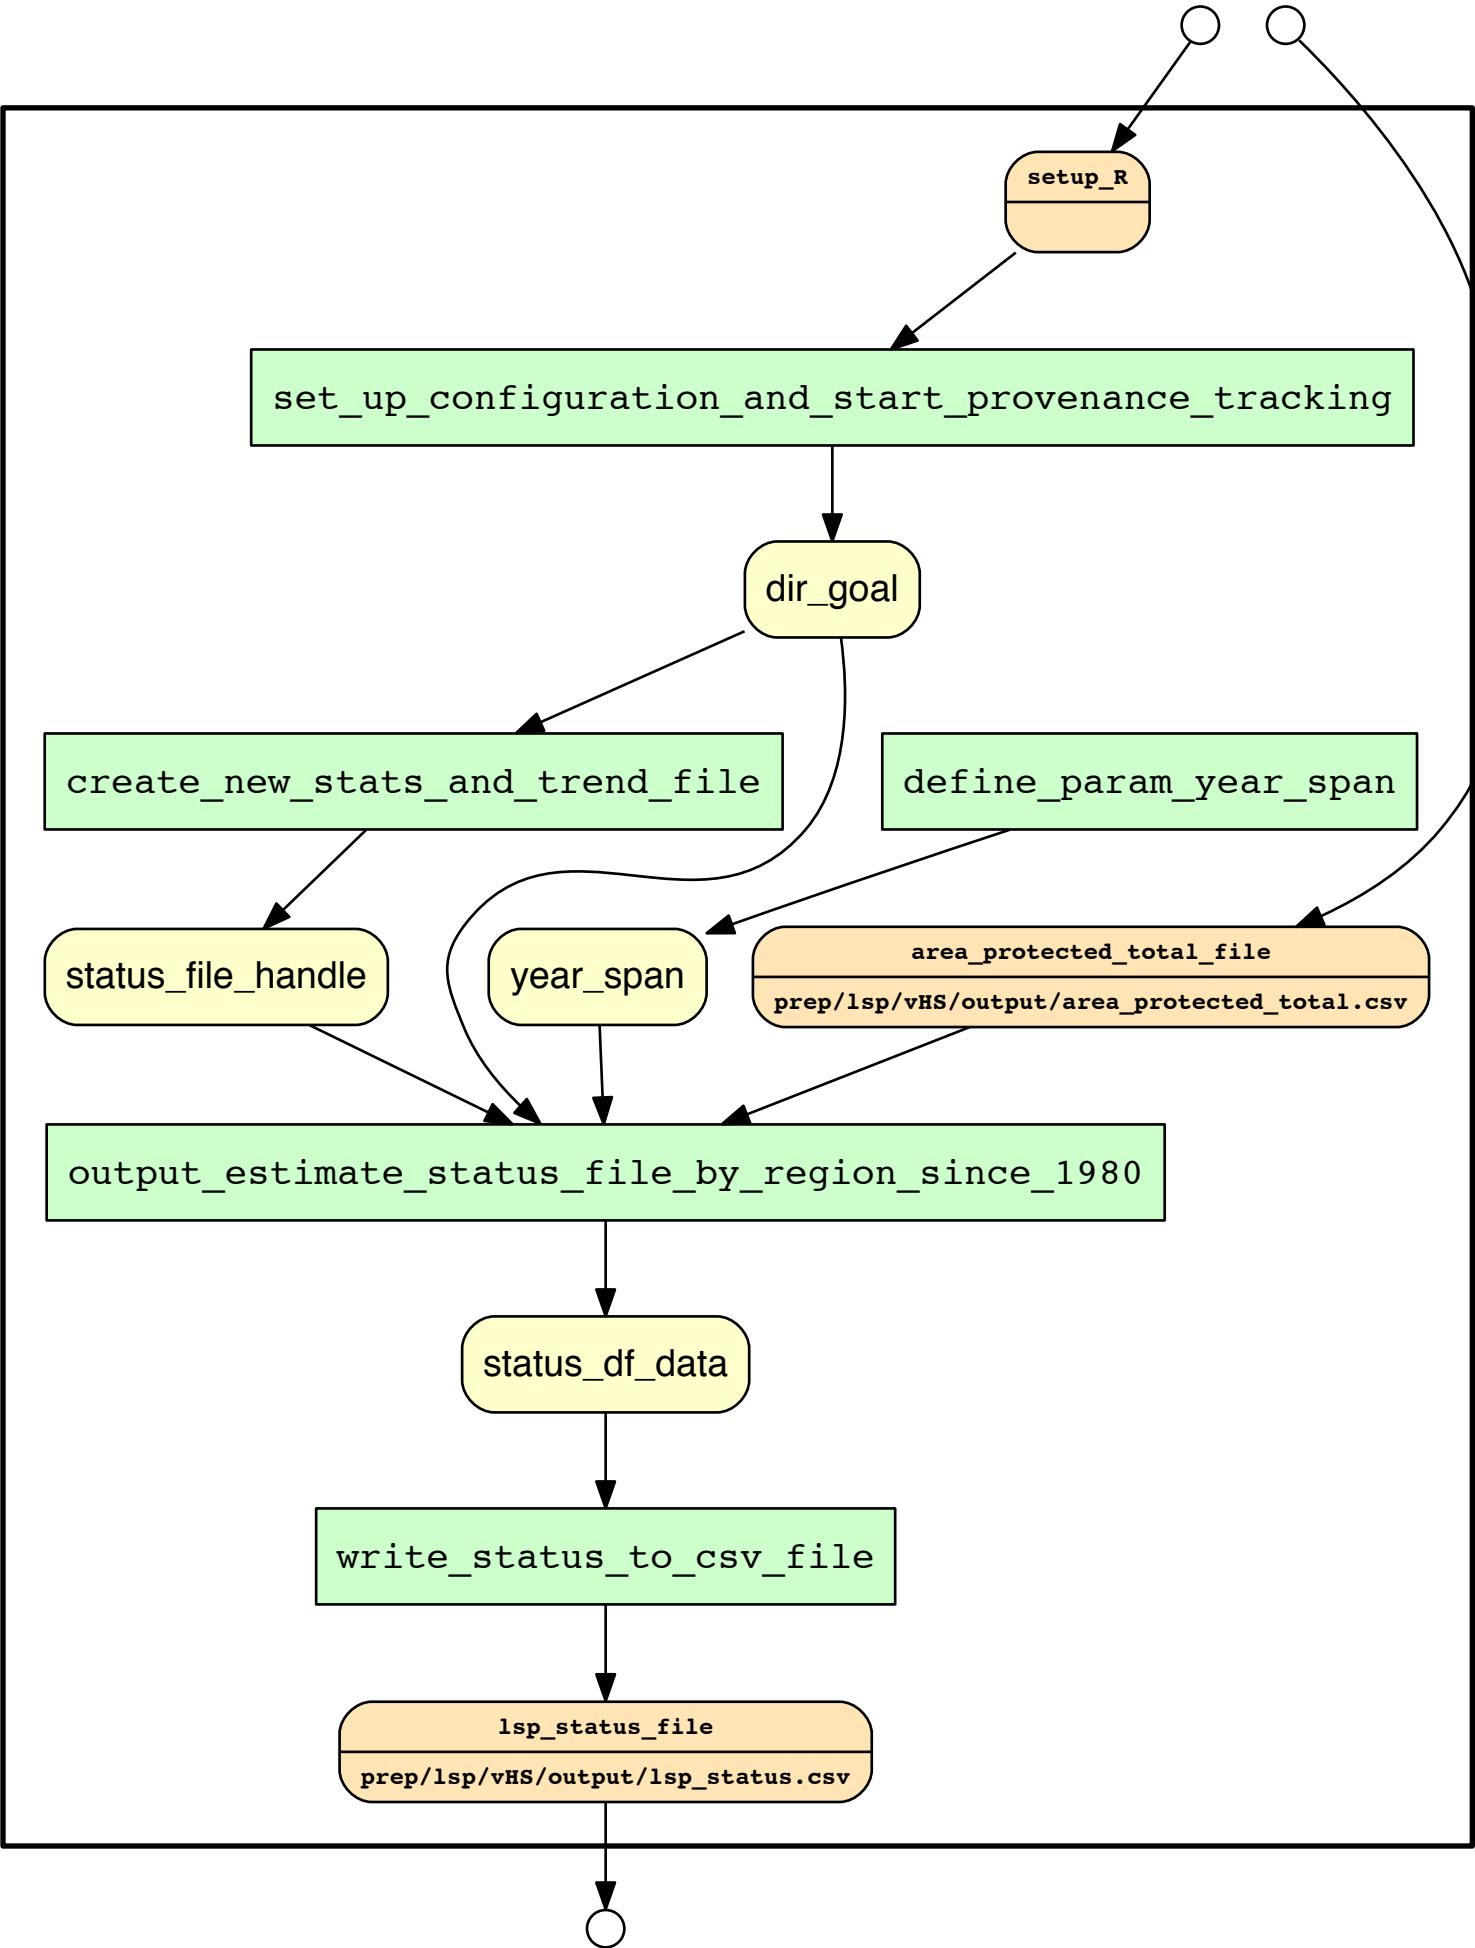 setup_R
set_up_configuration_and_start_provenance_tracking
dir_goal
create_new_stats_and_trend_file
define_param_year_span
status_file_handle
year_span
area_protected_total_file
prep/lsp/vHS/output/area_protected_total.csv
output_estimate_status_file_by_region_since_1980
status_df_data
write_status_to_csv_file
lsp_status_file
prep/lsp/vHS/output/lsp_status.csv